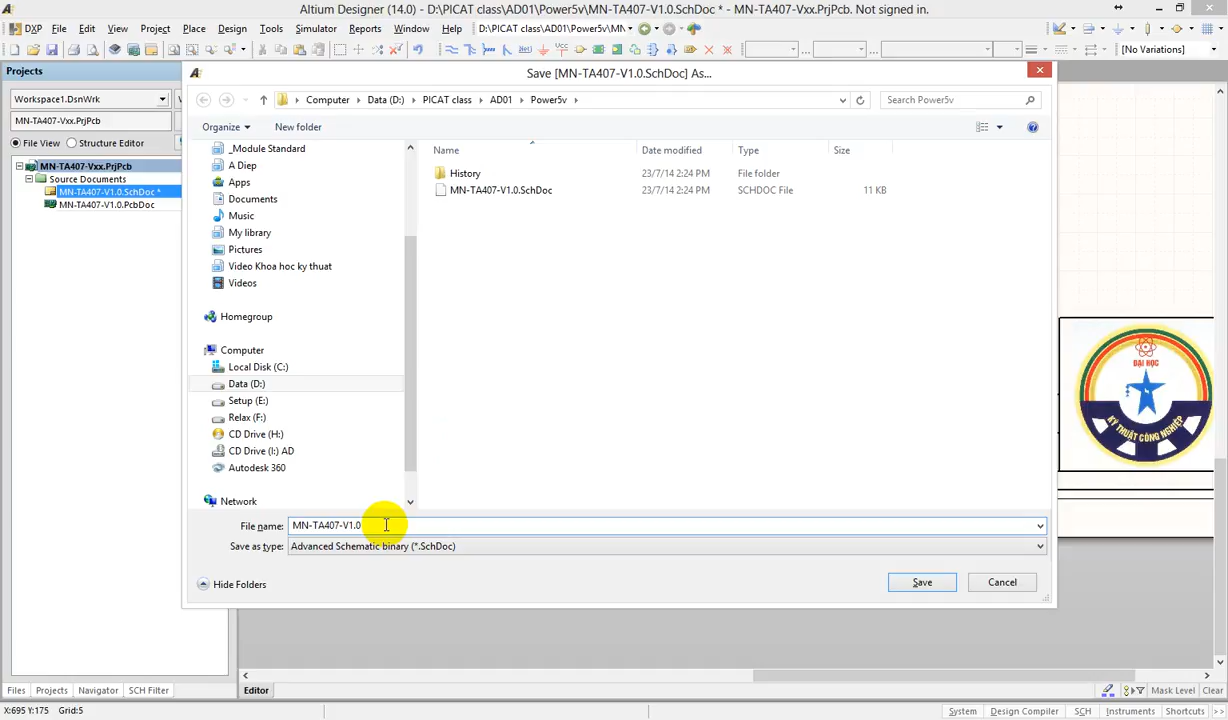 Altium Designer (14.0) - D:\PICAT class\AD01\Power5v\MN-TA407-V1.0.SchDoc * - MN-TA407-Vxx.PrjPcb. Not signed in.
DXP File Edit View Project Place Design Tools Simulator Reports Window Help D:\PICAT class\AD01\Power5v\MN
[No Variations]
Projects
Save [MN-TA407-V1.0.SchDoc] As...
Workspace1.DsnWrk
Computer Data (D:) PICAT class AD01 Power5v
Search Power5v
MN-TA407-Vxx.PrjPcb
Organize New folder
File View Structure Editor
Name Date modified Type Size
_Module Standard
A Diep
Apps
Documents
Music
My library
Pictures
Video Khoa hoc ky thuat
Videos
Homegroup
Computer
Local Disk (C:)
Data (D:)
Setup (E:)
Relax (F:)
CD Drive (H:)
CD Drive (I:) AD
Autodesk 360
Network
History 23/7/14 2:24 PM File folder
MN-TA407-V1.0.SchDoc 23/7/14 2:24 PM SCHDOC File 11 KB
MN-TA407-Vxx.PrjPcb
Source Documents
MN-TA407-V1.0.SchDoc *
MN-TA407-V1.0.PcbDoc
ĐẠI HỌC
KỸ THUẬT CÔNG NGHIỆP
File name: MN-TA407-V1.0
Save as type: Advanced Schematic binary (*.SchDoc)
Hide Folders
Save Cancel
Files Projects Navigator SCH Filter
Editor
Mask Level Clear
X:695 Y:175 Grid:5
System Design Compiler SCH Instruments Shortcuts >>